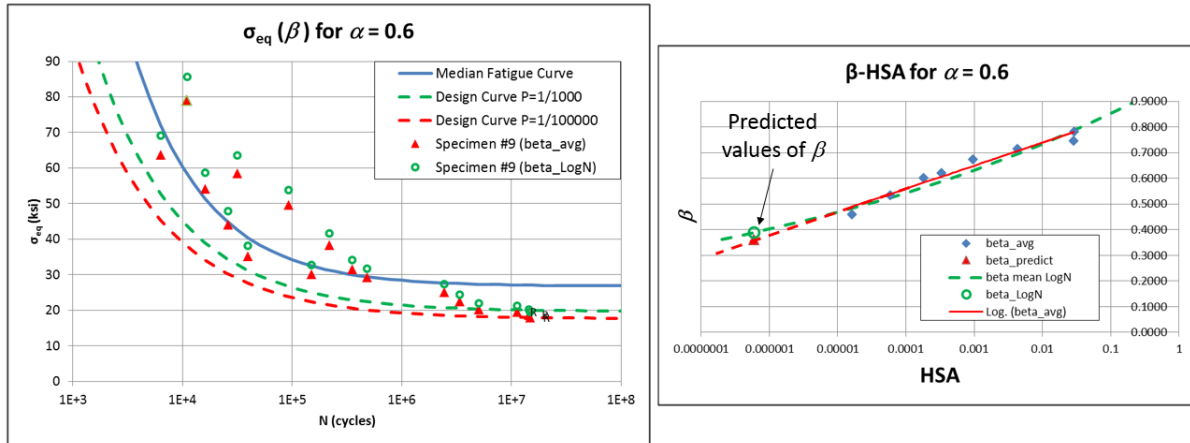 σeq (β) for α = 0.6
90
80
70
60
50
40
30
20
10
0
σeq (ksi)
1E+3 1E+4 1E+5 1E+6 1E+7 1E+8
N (cycles)
Median Fatigue Curve
Design Curve P=1/1000
Design Curve P=1/100000
Specimen #9 (beta_avg)
Specimen #9 (beta_LogN)
R
R
β-HSA for α = 0.6
Predicted
values of β
β
0.9000
0.8000
0.7000
0.6000
0.5000
0.4000
0.3000
0.2000
0.1000
0.0000
beta_avg
beta_predict
beta mean LogN
beta_LogN
Log. (beta_avg)
0.0000001 0.000001 0.00001 0.0001 0.001 0.01 0.1 1
HSA